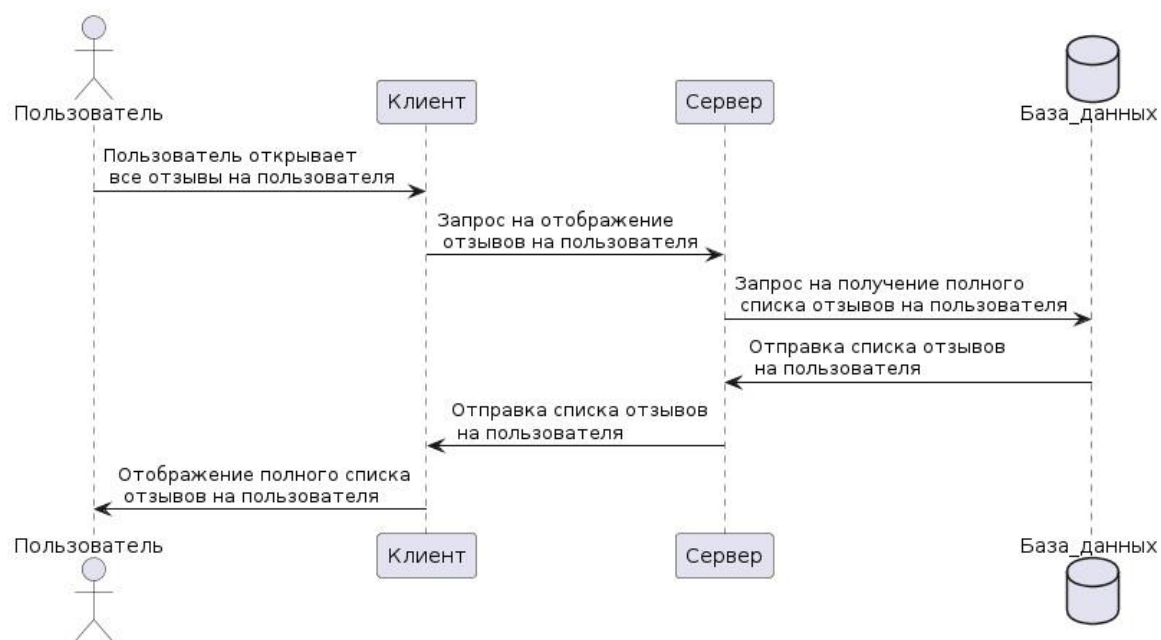 Пользователь
Клиент
Сервер
База_данных
Пользователь открывает
все отзывы на пользователя
Запрос на отображение
отзывов на пользователя
Запрос на получение полного
списка отзывов на пользователя
Отправка списка отзывов
на пользователя
Отправка списка отзывов
на пользователя
Отображение полного списка
отзывов на пользователя
Пользователь
Клиент
Сервер
База_данных